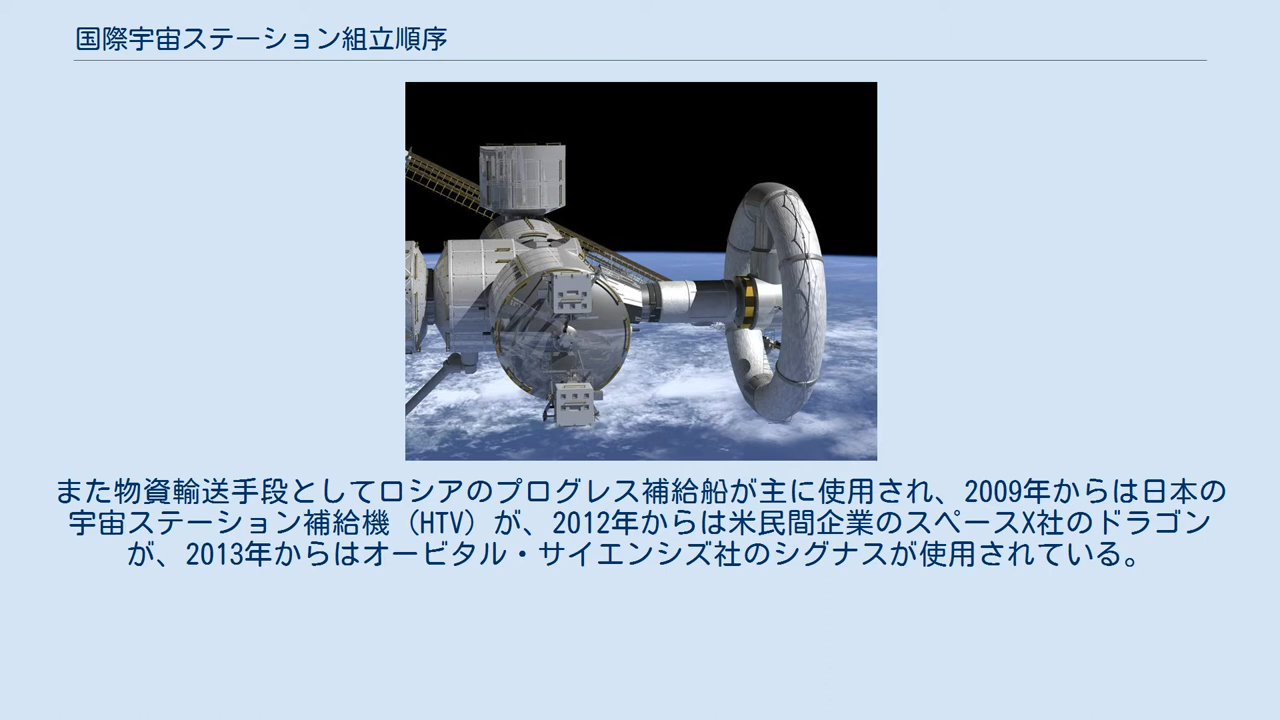 国際宇宙ステーション組立順序
また物資輸送手段としてロシアのプログレス補給船が主に使用され、2009年からは日本の
宇宙ステーション補給機（HTV）が、2012年からは米民間企業のスペースX社のドラゴン
が、2013年からはオービタル・サイエンシズ社のシグナスが使用されている。